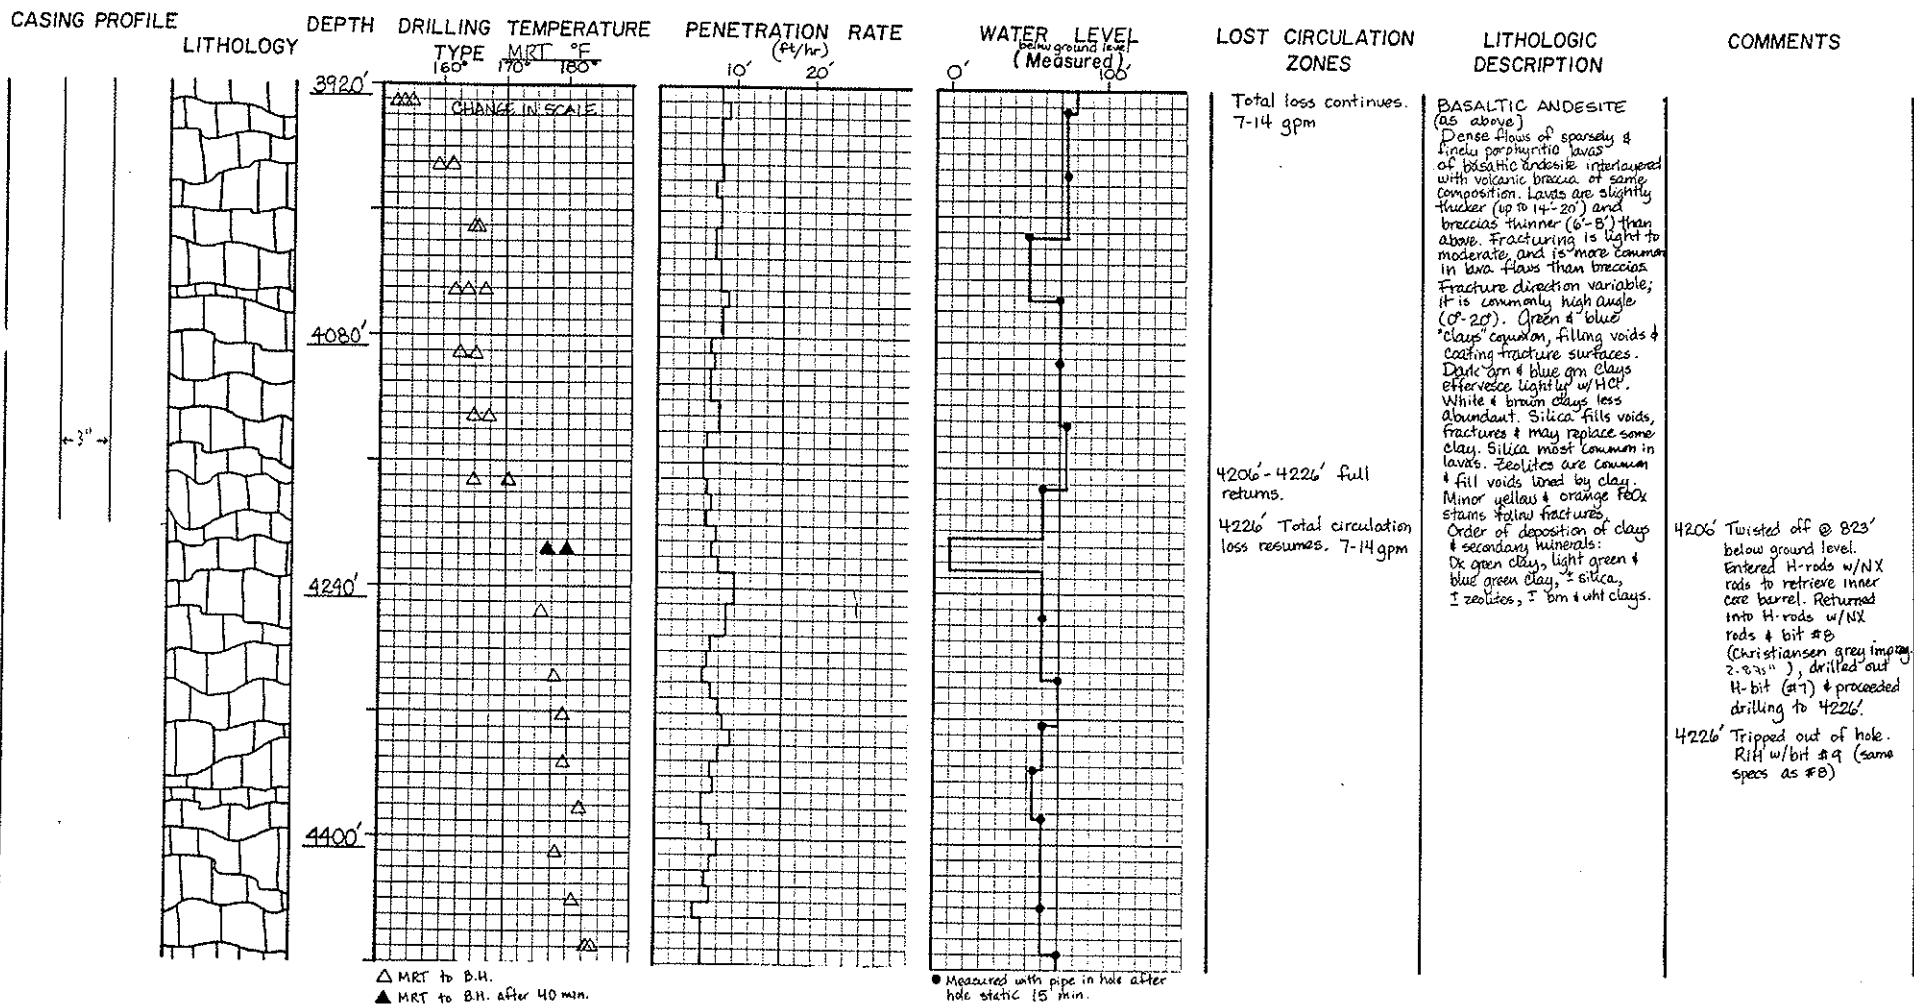 CASING PROFILE
LITHOLOGY
DEPTH
DRILLING TEMPERATURE
TYPE MRT °F
160° 170° 180°
PENETRATION RATE
(ft/hr)
10' 20'
WATER LEVEL
below ground level
(Measured)
0' 100'
LOST CIRCULATION
ZONES
LITHOLOGIC
DESCRIPTION
COMMENTS
3920'
4080'
4240'
4400'
3"
CHANGE IN SCALE
△ MRT to B.H.
▲ MRT to B.H. after 40 min.
● Measured with pipe in hole after
hole static 15 min.
Total loss continues.
7-14 gpm
4206'-4226' full
returns.
4226' Total circulation
loss resumes. 7-14 gpm
BASALTIC ANDESITE
(as above)
Dense flows of sparsely &
finely porphyritic lavas
of basaltic andesite interlayered
with volcanic breccia of same
composition. Lavas are slightly
thicker (up to 14'-20') and
breccias thinner (6'-8') than
above. Fracturing is light to
moderate, and is more common
in lava flows than breccias.
Fracture direction variable;
it is commonly high angle
(0°-20°). Green & blue
"clays" common, filling voids &
coating fracture surfaces.
Dark grn & blue grn clays
effervesce lightly w/HCl.
White & brown clays less
abundant. Silica fills voids,
fractures & may replace some
clay. Silica most common in
lavas. Zeolites are common
& fill voids lined by clay.
Minor yellow & orange FeOx
stains follow fractures.
Order of deposition of clays
& secondary minerals:
Dk green clay, light green &
blue green clay, ± silica,
± zeolites, ± brn & wht clays.
4206' Twisted off @ 823'
below ground level.
Entered H-rods w/NX
rods to retrieve inner
core barrel. Returned
into H-rods w/NX
rods & bit #8
(Christiansen grey impreg.
2.875"), drilled out
H-bit (#7) & proceeded
drilling to 4226'.
4226' Tripped out of hole.
RIH w/bit #9 (same
specs as #8)